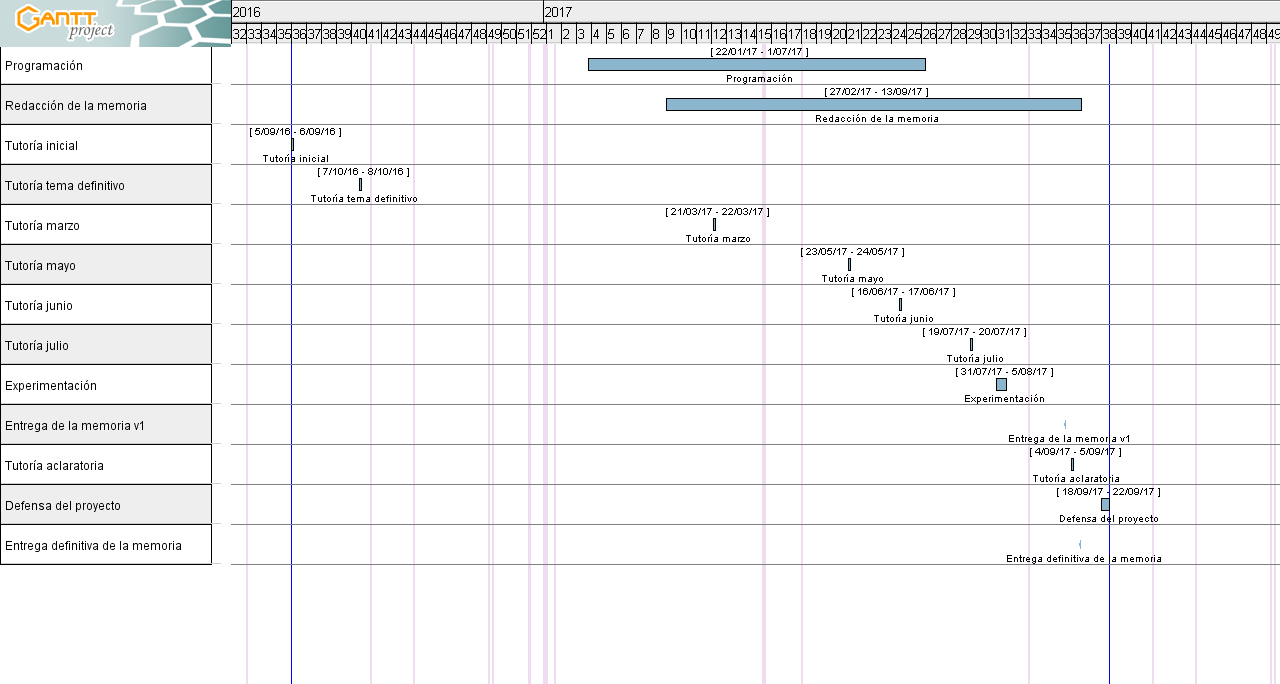 GANTT
project
2016 2017
32 33 34 35 36 37 38 39 40 41 42 43 44 45 46 47 48 49 50 51 52 1 2 3 4 5 6 7 8 9 10 11 12 13 14 15 16 17 18 19 20 21 22 23 24 25 26 27 28 29 30 31 32 33 34 35 36 37 38 39 40 41 42 43 44 45 46 47 48 49
[ 22/01/17 - 1/07/17 ]
Programación
Programación
[ 27/02/17 - 13/09/17 ]
Redacción de la memoria
Redacción de la memoria
[ 5/09/16 - 6/09/16 ]
Tutoría inicial
Tutoría inicial
[ 7/10/16 - 8/10/16 ]
Tutoría tema definitivo
Tutoría tema definitivo
[ 21/03/17 - 22/03/17 ]
Tutoría marzo
Tutoría marzo
[ 23/05/17 - 24/05/17 ]
Tutoría mayo
Tutoría mayo
[ 16/06/17 - 17/06/17 ]
Tutoría junio
Tutoría junio
[ 19/07/17 - 20/07/17 ]
Tutoría julio
Tutoría julio
[ 31/07/17 - 5/08/17 ]
Experimentación
Experimentación
Entrega de la memoria v1
Entrega de la memoria v1
[ 4/09/17 - 5/09/17 ]
Tutoría aclaratoria
Tutoría aclaratoria
[ 18/09/17 - 22/09/17 ]
Defensa del proyecto
Defensa del proyecto
Entrega definitiva de la memoria
Entrega definitiva de la memoria